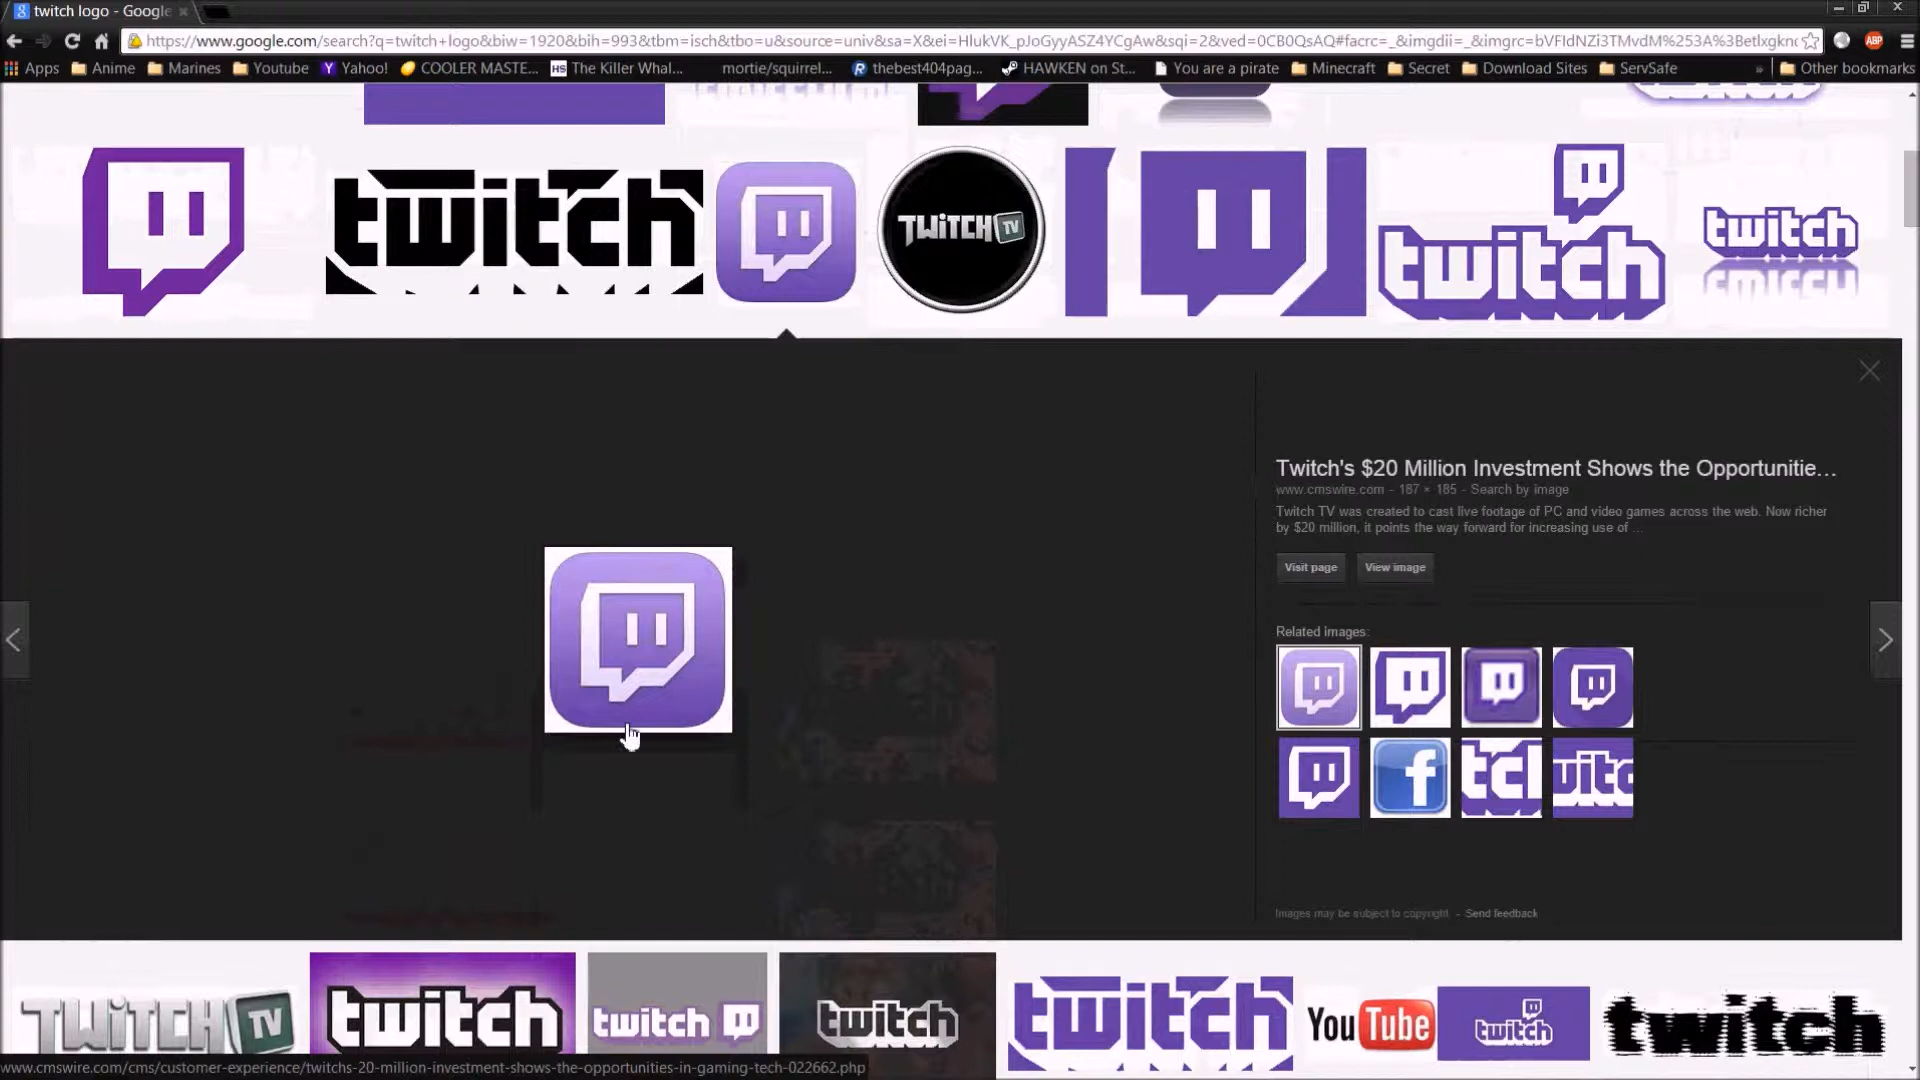 twitch logo - Google
https://www.google.com/search?q=twitch+logo&biw=1920&bih=993&tbm=isch&tbo=u&source=univ&sa=X&ei=HlukVK_pJoGyyASZ4YCgAw&sqi=2&ved=0CB0QsAQ#facrc=_&imgdii=_&imgrc=bVFIdNZi3TMvdM%253A%3Betlxgknc
ABP
Apps Anime Marines Youtube Yahoo! COOLER MASTE... HS The Killer Whal... mortie/squirrel... thebest404pag... HAWKEN on St... You are a pirate Minecraft Secret Download Sites ServSafe » Other bookmarks
twitch TWiTCH TV twitch twitch
Twitch's $20 Million Investment Shows the Opportunitie...
www.cmswire.com - 187 × 185 - Search by image
Twitch TV was created to cast live footage of PC and video games across the web. Now richer
by $20 million, it points the way forward for increasing use of ...
Visit page View image
Related images:
f tcl witc
Images may be subject to copyright. - Send feedback
TWiTCH TV twitch twitch twitch twitch YouTube twitch twitch
www.cmswire.com/cms/customer-experience/twitchs-20-million-investment-shows-the-opportunities-in-gaming-tech-022662.php